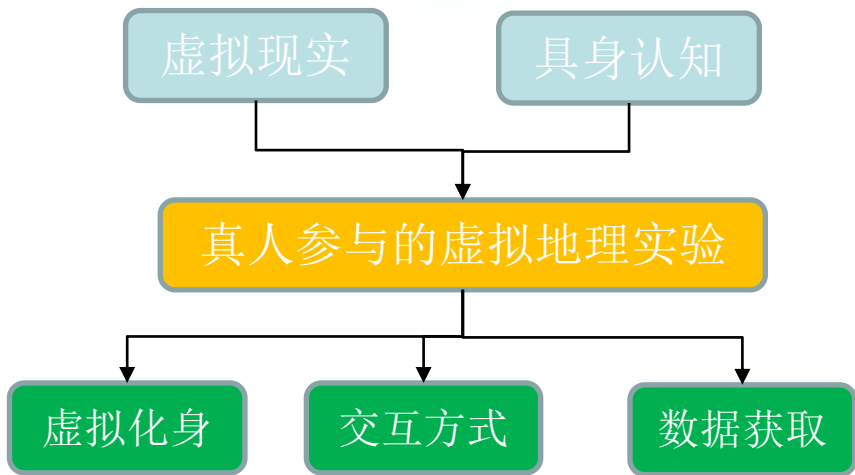 虚拟现实
具身认知
真人参与的虚拟地理实验
虚拟化身
交互方式
数据获取